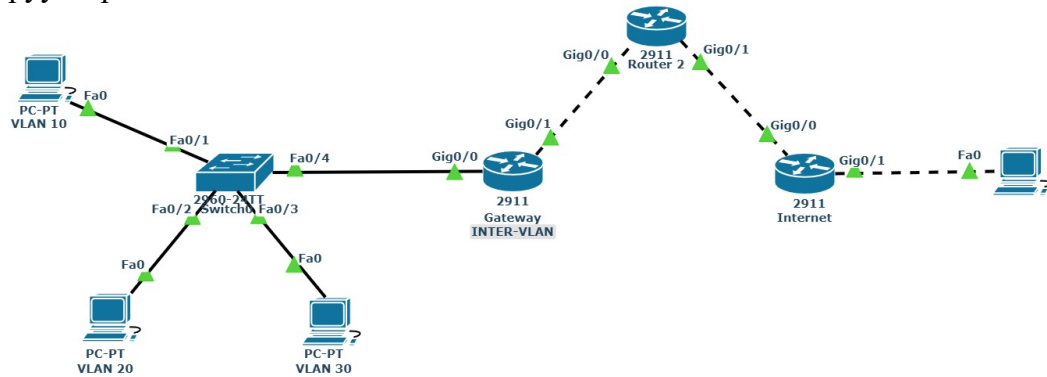 Gig0/0
2911
Router 2
Gig0/1
Fa0
PC-PT
VLAN 10
Fa0/1
Gig0/1
Gig0/0
Fa0/4
Gig0/0
2960-24TT
Fa0/2 Switch0 Fa0/3
2911
Gateway
INTER-VLAN
2911
Internet
Gig0/1
Fa0
Fa0
Fa0
PC-PT
VLAN 20
PC-PT
VLAN 30